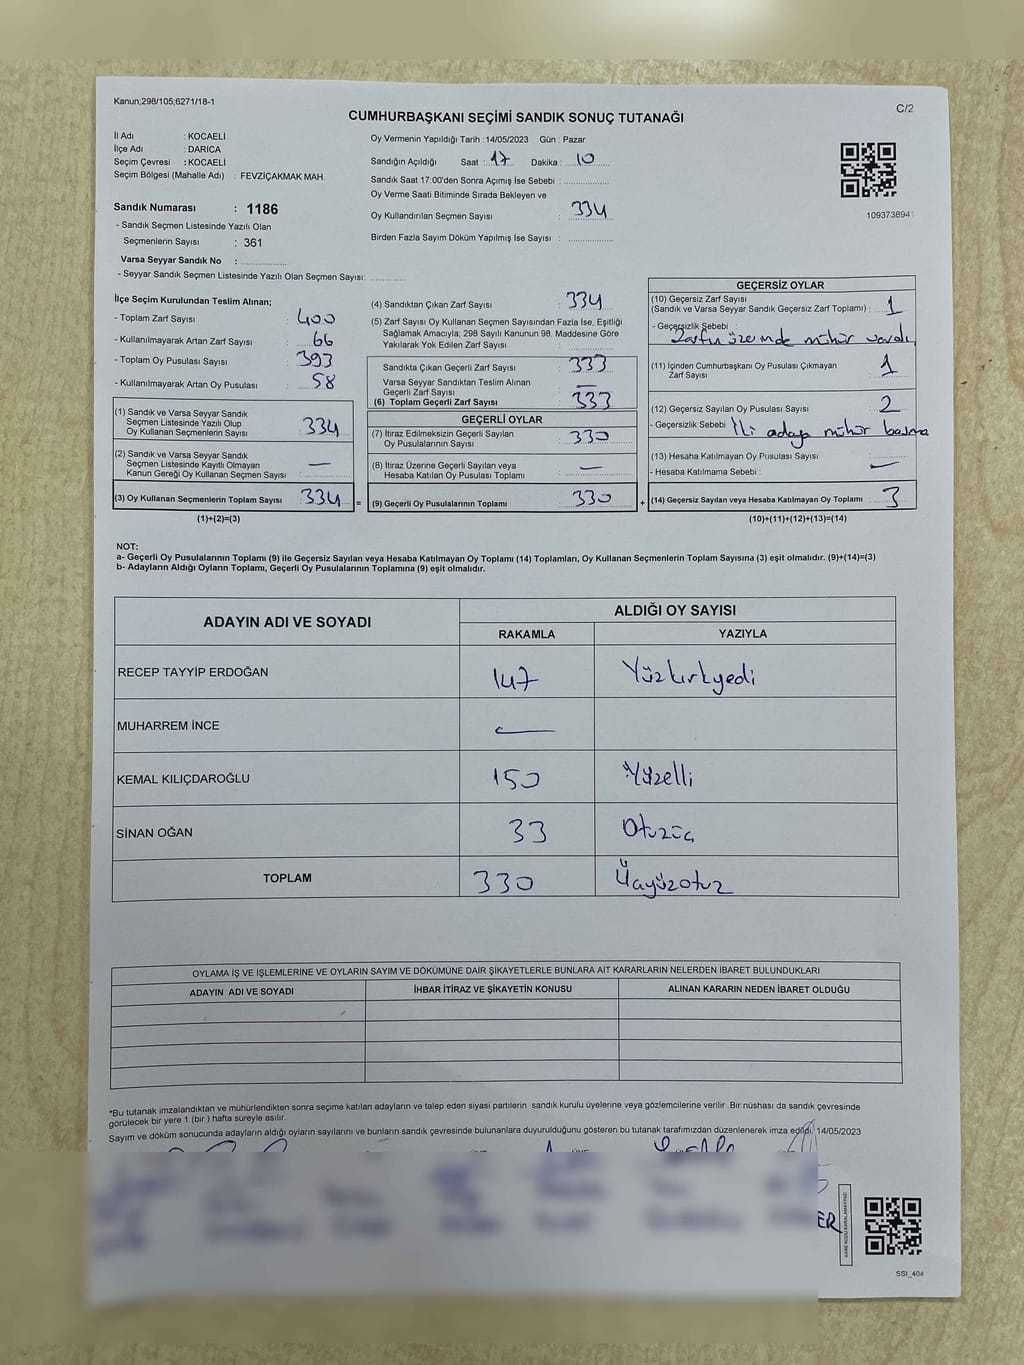 Kanun;298/105;6271/18-1
C/2
CUMHURBAŞKANI SEÇİMİ SANDIK SONUÇ TUTANAĞI
İl Adı : KOCAELİ
İlçe Adı : DARICA
Seçim Çevresi : KOCAELİ
Seçim Bölgesi (Mahalle Adı) : FEVZİÇAKMAK MAH.
Sandık Numarası : 1186
- Sandık Seçmen Listesinde Yazılı Olan
Seçmenlerin Sayısı : 361
Varsa Seyyar Sandık No :
- Seyyar Sandık Seçmen Listesinde Yazılı Olan Seçmen Sayısı:
Oy Vermenin Yapıldığı Tarih :14/05/2023 Gün : Pazar
Sandığın Açıldığı Saat : 17 Dakika : 10
Sandık Saat 17:00'den Sonra Açımış İse Sebebi :
Oy Verme Saati Bitiminde Sırada Bekleyen ve
Oy Kullandırılan Seçmen Sayısı : 334
Birden Fazla Sayım Döküm Yapılmış İse Sayısı :
109373894
İlçe Seçim Kurulundan Teslim Alınan;
- Toplam Zarf Sayısı : 400
- Kullanılmayarak Artan Zarf Sayısı : 66
- Toplam Oy Pusulası Sayısı : 393
- Kullanılmayarak Artan Oy Pusulası : 58
(1) Sandık ve Varsa Seyyar Sandık
Seçmen Listesinde Yazılı Olup
Oy Kullanan Seçmenlerin Sayısı : 334
(2) Sandık ve Varsa Seyyar Sandık
Seçmen Listesinde Kayıtlı Olmayan
Kanun Gereği Oy Kullanan Seçmen Sayısı : —
(3) Oy Kullanan Seçmenlerin Toplam Sayısı : 334 =
(1)+(2)=(3)
(4) Sandıktan Çıkan Zarf Sayısı : 334
(5) Zarf Sayısı Oy Kullanan Seçmen Sayısından Fazla İse, Eşitliği
Sağlamak Amacıyla; 298 Sayılı Kanunun 98. Maddesine Göre
Yakılarak Yok Edilen Zarf Sayısı :
Sandıkta Çıkan Geçerli Zarf Sayısı : 333
Varsa Seyyar Sandıktan Teslim Alınan
Geçerli Zarf Sayısı : —
(6) Toplam Geçerli Zarf Sayısı : 333
GEÇERLİ OYLAR
(7) İtiraz Edilmeksizin Geçerli Sayılan
Oy Pusulalarının Sayısı : 330
(8) İtiraz Üzerine Geçerli Sayılan veya
Hesaba Katılan Oy Pusulası Toplamı : —
(9) Geçerli Oy Pusulalarının Toplamı : 330 +
GEÇERSİZ OYLAR
(10) Geçersiz Zarf Sayısı
(Sandık ve Varsa Seyyar Sandık Geçersiz Zarf Toplamı) : 1
- Geçersizlik Sebebi : Zarfın üzerinde mühür vardı
(11) İçinden Cumhurbaşkanı Oy Pusulası Çıkmayan
Zarf Sayısı : 1
(12) Geçersiz Sayılan Oy Pusulası Sayısı : 2
- Geçersizlik Sebebi : İki adaya mühür basma
(13) Hesaba Katılmayan Oy Pusulası Sayısı : —
- Hesaba Katılmama Sebebi :
(14) Geçersiz Sayılan veya Hesaba Katılmayan Oy Toplamı : 3
(10)+(11)+(12)+(13)=(14)
NOT:
a- Geçerli Oy Pusulalarının Toplamı (9) ile Geçersiz Sayılan veya Hesaba Katılmayan Oy Toplamı (14) Toplamları, Oy Kullanan Seçmenlerin Toplam Sayısına (3) eşit olmalıdır. (9)+(14)=(3)
b- Adayların Aldığı Oyların Toplamı, Geçerli Oy Pusulalarının Toplamına (9) eşit olmalıdır.
ADAYIN ADI VE SOYADI
ALDIĞI OY SAYISI
RAKAMLA YAZIYLA
RECEP TAYYİP ERDOĞAN 147 Yüzkırkyedi
MUHARREM İNCE —
KEMAL KILIÇDAROĞLU 150 Yüzelli
SİNAN OĞAN 33 Otuzüç
TOPLAM 330 Üçyüzotuz
OYLAMA İŞ VE İŞLEMLERİNE VE OYLARIN SAYIM VE DÖKÜMÜNE DAİR ŞİKAYETLERLE BUNLARA AİT KARARLARIN NELERDEN İBARET BULUNDUKLARI
ADAYIN ADI VE SOYADI İHBAR İTİRAZ VE ŞİKAYETİN KONUSU ALINAN KARARIN NEDEN İBARET OLDUĞU
*Bu tutanak imzalandıktan ve mühürlendikten sonra seçime katılan adayların ve talep eden siyasi partilerin sandık kurulu üyelerine veya gözlemcilerine verilir. Bir nüshası da sandık çevresinde
görülecek bir yere 1 (bir ) hafta süreyle asılır.
Sayım ve döküm sonucunda adayların aldığı oyların sayılarını ve bunların sandık çevresinde bulunanlara duyurulduğunu gösteren bu tutanak tarafımızdan düzenlenerek imza edildi. 14/05/2023
KARE KODU KARALAMAYINIZ!
SSI_404